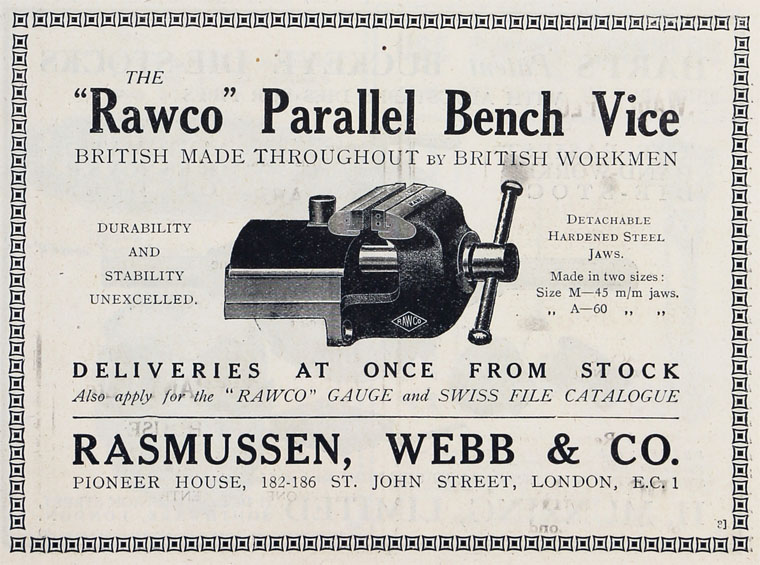 THE
"Rawco" Parallel Bench Vice
BRITISH MADE THROUGHOUT BY BRITISH WORKMEN
DURABILITY
AND
STABILITY
UNEXCELLED.
RAWCO
DETACHABLE
HARDENED STEEL
JAWS.
Made in two sizes:
Size M—45 m/m jaws.
„ A—60 „ „
DELIVERIES AT ONCE FROM STOCK
Also apply for the "RAWCO" GAUGE and SWISS FILE CATALOGUE
RASMUSSEN, WEBB & CO.
PIONEER HOUSE, 182-186 ST. JOHN STREET, LONDON, E.C 1